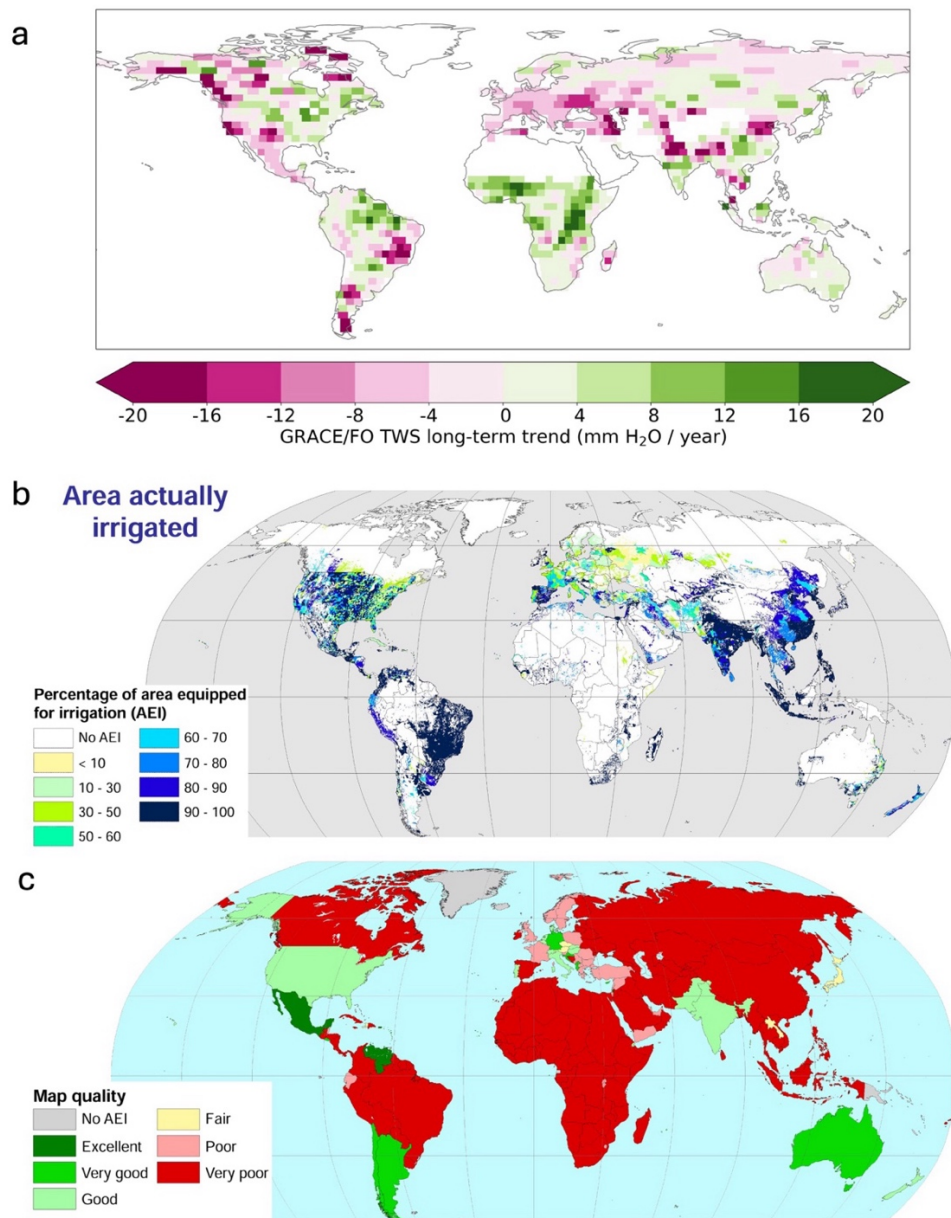 a
-20 -16 -12 -8 -4 0 4 8 12 16 20
GRACE/FO TWS long-term trend (mm H₂O / year)
b
Area actually
irrigated
Percentage of area equipped
for irrigation (AEI)
No AEI
< 10
10 - 30
30 - 50
50 - 60
60 - 70
70 - 80
80 - 90
90 - 100
c
Map quality
No AEI
Excellent
Very good
Good
Fair
Poor
Very poor